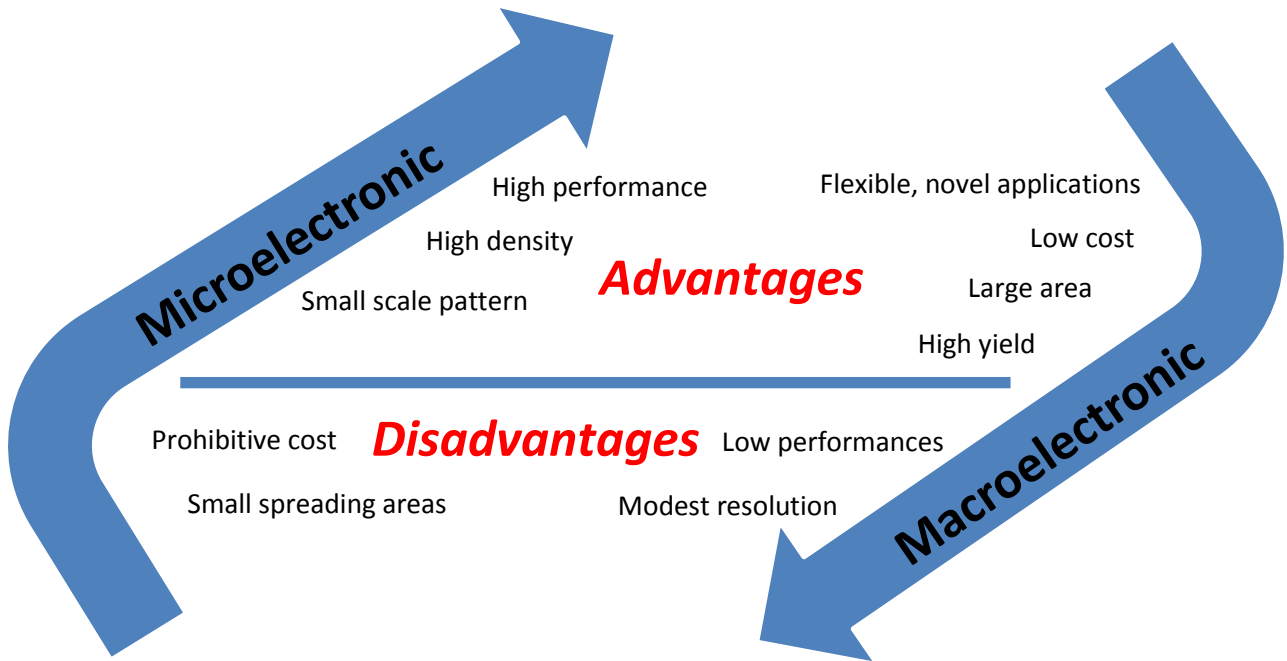 Microelectronic
High performance
High density
Small scale pattern
Advantages
Flexible, novel applications
Low cost
Large area
High yield
Prohibitive cost
Small spreading areas
Disadvantages
Low performances
Modest resolution
Macroelectronic